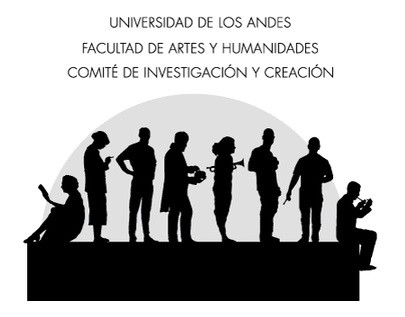 UNIVERSIDAD DE LOS ANDES
FACULTAD DE ARTES Y HUMANIDADES
COMITÉ DE INVESTIGACIÓN Y CREACIÓN